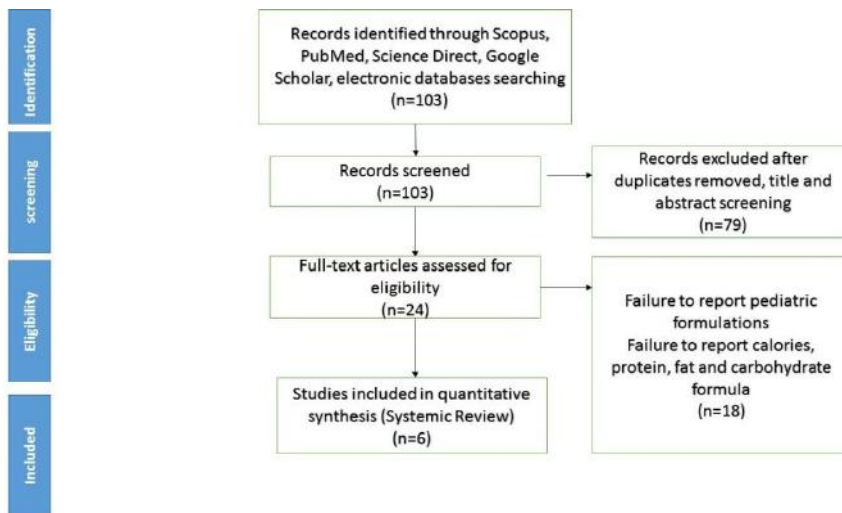 Identification
Records identified through Scopus,
PubMed, Science Direct, Google
Scholar, electronic databases searching
(n=103)
screening
Records screened
(n=103)
Records excluded after
duplicates removed, title and
abstract screening
(n=79)
Eligibility
Full-text articles assessed for
eligibility
(n=24)
Failure to report pediatric
formulations
Failure to report calories,
protein, fat and carbohydrate
formula
(n=18)
Included
Studies included in quantitative
synthesis (Systemic Review)
(n=6)